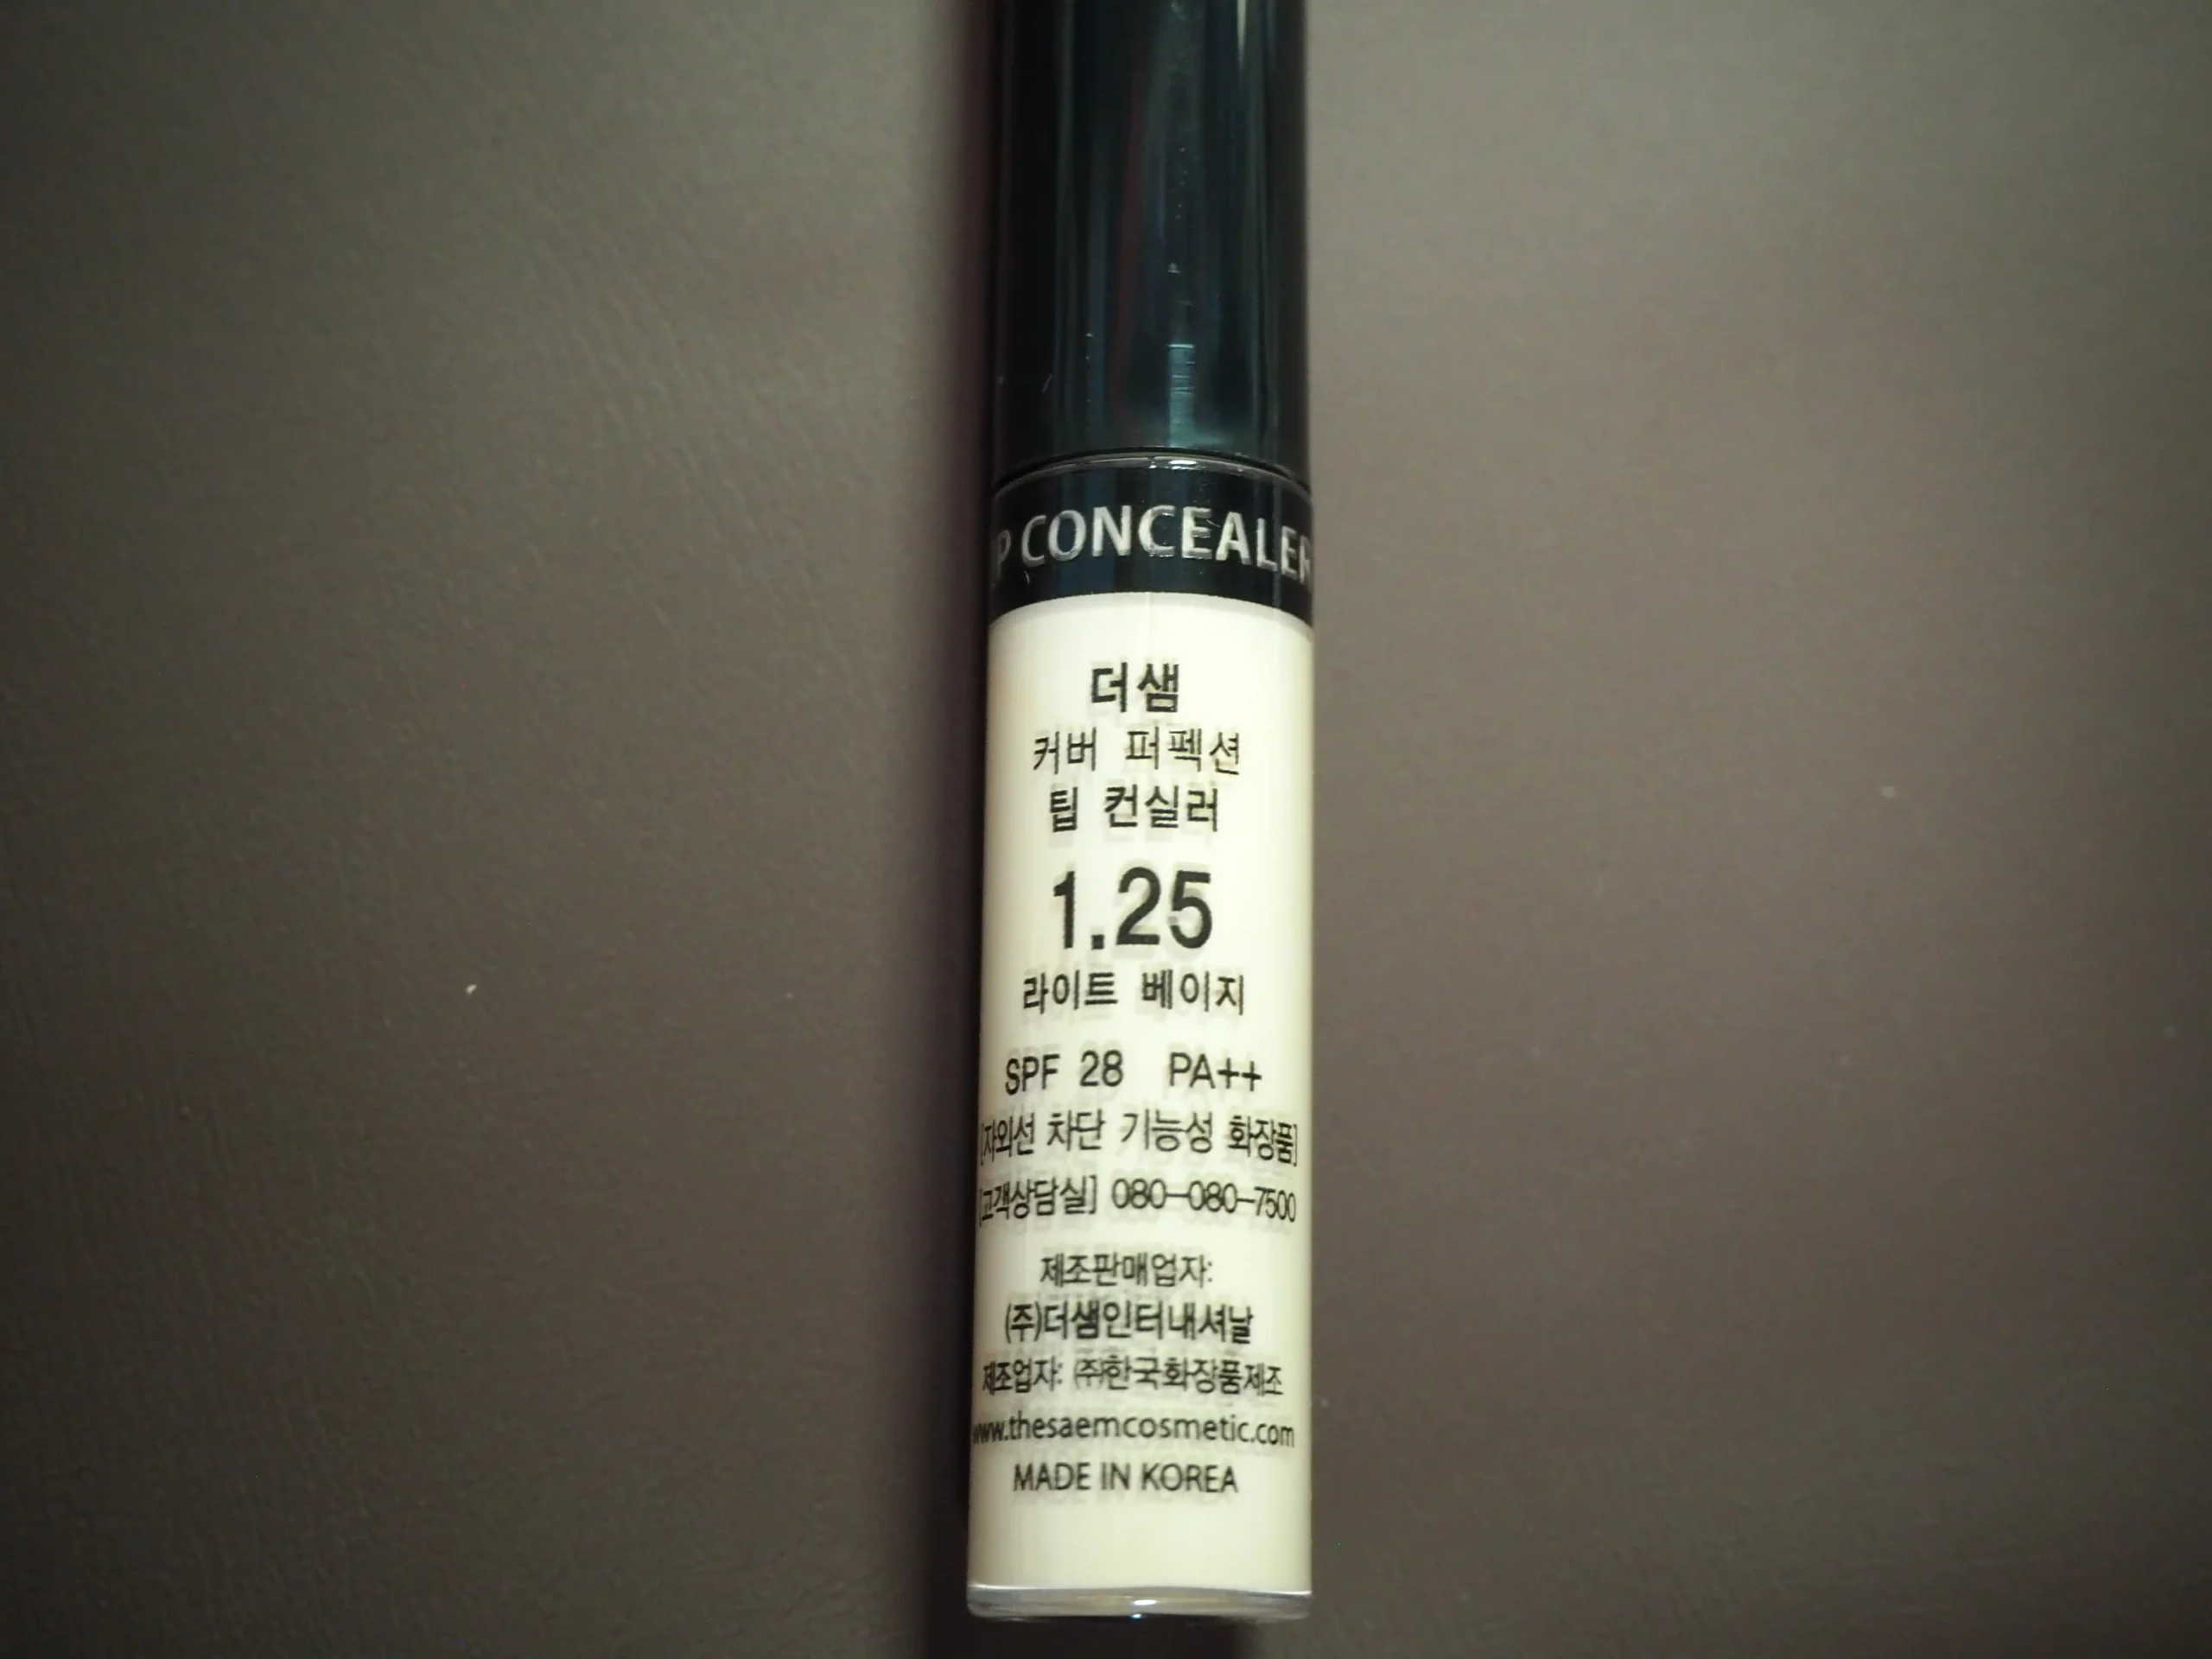 IP CONCEALER
더샘
커버 퍼펙션
팁 컨실러
1.25
라이트 베이지
SPF 28 PA++
[자외선 차단 기능성 화장품]
[고객상담실] 080-080-7500
제조판매업자:
(주)더샘인터내셔날
제조업자: ㈜한국화장품제조
www.thesaemcosmetic.com
MADE IN KOREA